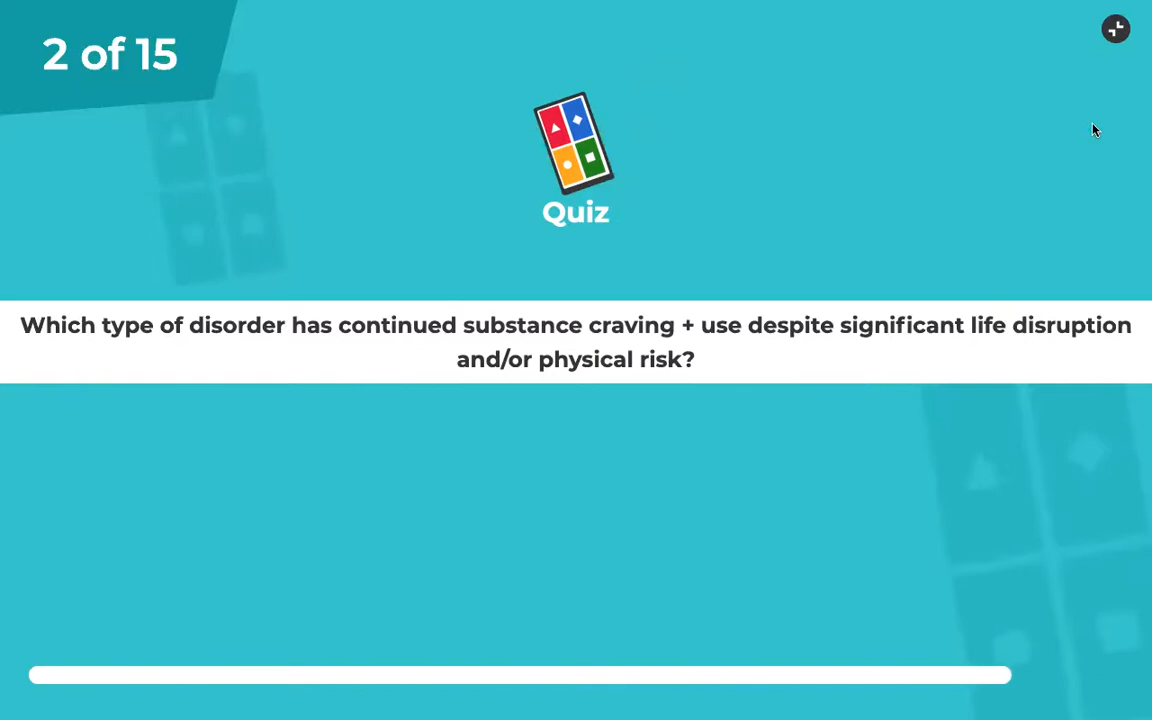 2 of 15
Quiz
Which type of disorder has continued substance craving + use despite significant life disruption
and/or physical risk?